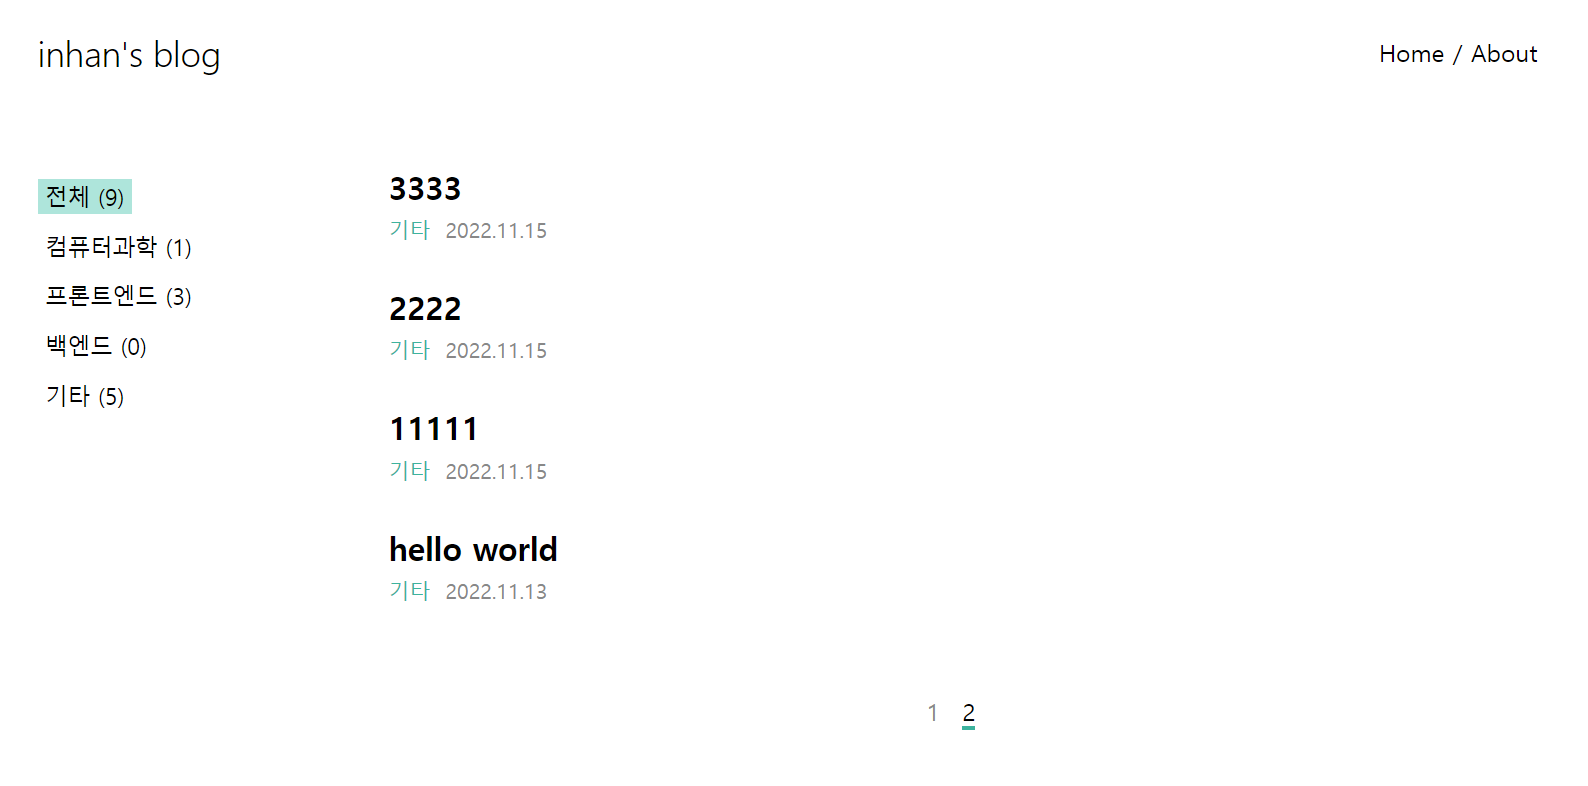 inhan's blog
Home / About
전체 (9)
컴퓨터과학 (1)
프론트엔드 (3)
백엔드 (0)
기타 (5)
3333
기타 2022.11.15
2222
기타 2022.11.15
11111
기타 2022.11.15
hello world
기타 2022.11.13
1 2